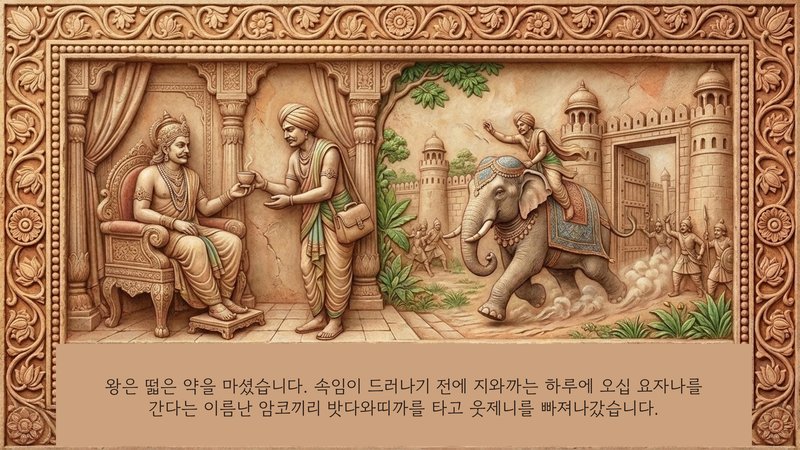 왕은 떫은 약을 마셨습니다. 속임이 드러나기 전에 지와까는 하루에 오십 요자나를
간다는 이름난 암코끼리 밧다와띠까를 타고 웃제니를 빠져나갔습니다.